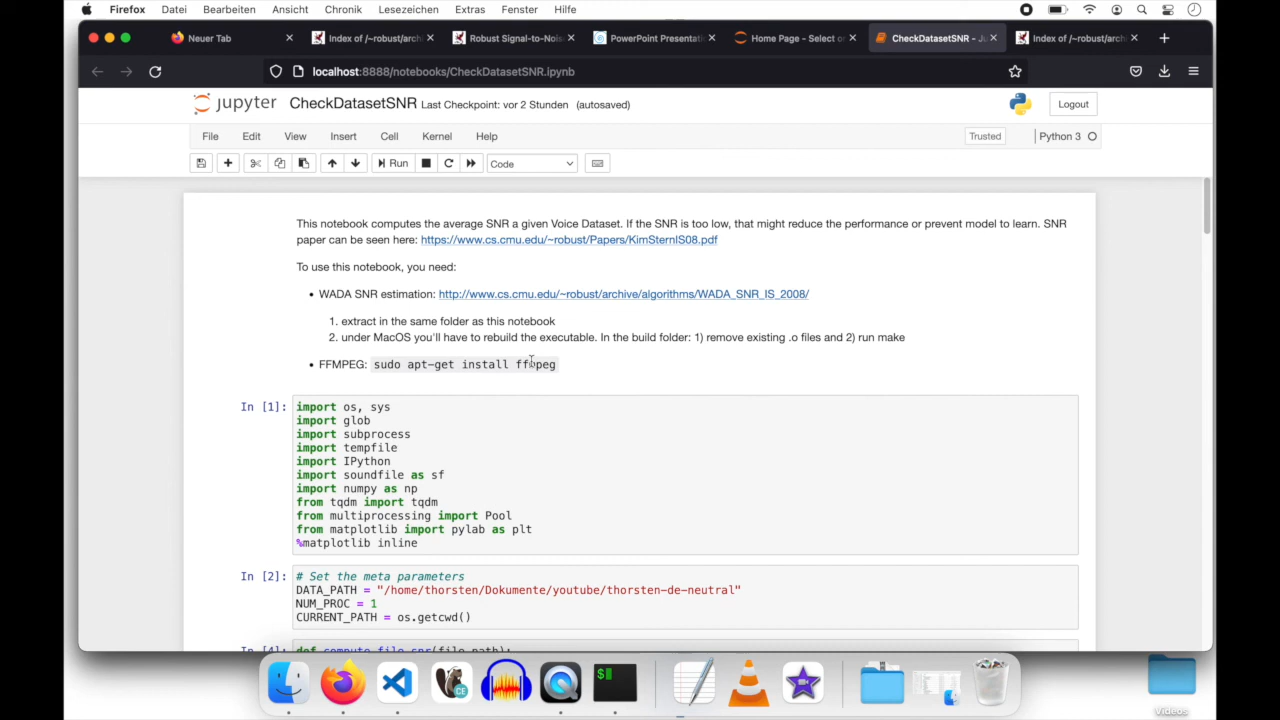 Firefox Datei Bearbeiten Ansicht Chronik Lesezeichen Extras Fenster Hilfe
Neuer Tab Index of /~robust/arch Robust Signal-to-Nois PowerPoint Presentati Home Page - Select or CheckDatasetSNR - Ju Index of /~robust/arch
localhost:8888/notebooks/CheckDatasetSNR.ipynb
jupyter CheckDatasetSNR Last Checkpoint: vor 2 Stunden (autosaved) Logout
File Edit View Insert Cell Kernel Help Trusted Python 3
Run Code
This notebook computes the average SNR a given Voice Dataset. If the SNR is too low, that might reduce the performance or prevent model to learn. SNR
paper can be seen here: https://www.cs.cmu.edu/~robust/Papers/KimSternIS08.pdf
To use this notebook, you need:
• WADA SNR estimation: http://www.cs.cmu.edu/~robust/archive/algorithms/WADA_SNR_IS_2008/
1. extract in the same folder as this notebook
2. under MacOS you'll have to rebuild the executable. In the build folder: 1) remove existing .o files and 2) run make
• FFMPEG: sudo apt-get install ffmpeg
In [1]: import os, sys
import glob
import subprocess
import tempfile
import IPython
import soundfile as sf
import numpy as np
from tqdm import tqdm
from multiprocessing import Pool
from matplotlib import pylab as plt
%matplotlib inline
In [2]: # Set the meta parameters
DATA_PATH = "/home/thorsten/Dokumente/youtube/thorsten-de-neutral"
NUM_PROC = 1
CURRENT_PATH = os.getcwd()
In [4]: def compute_file_snr(file_path):
$
CE
Videos